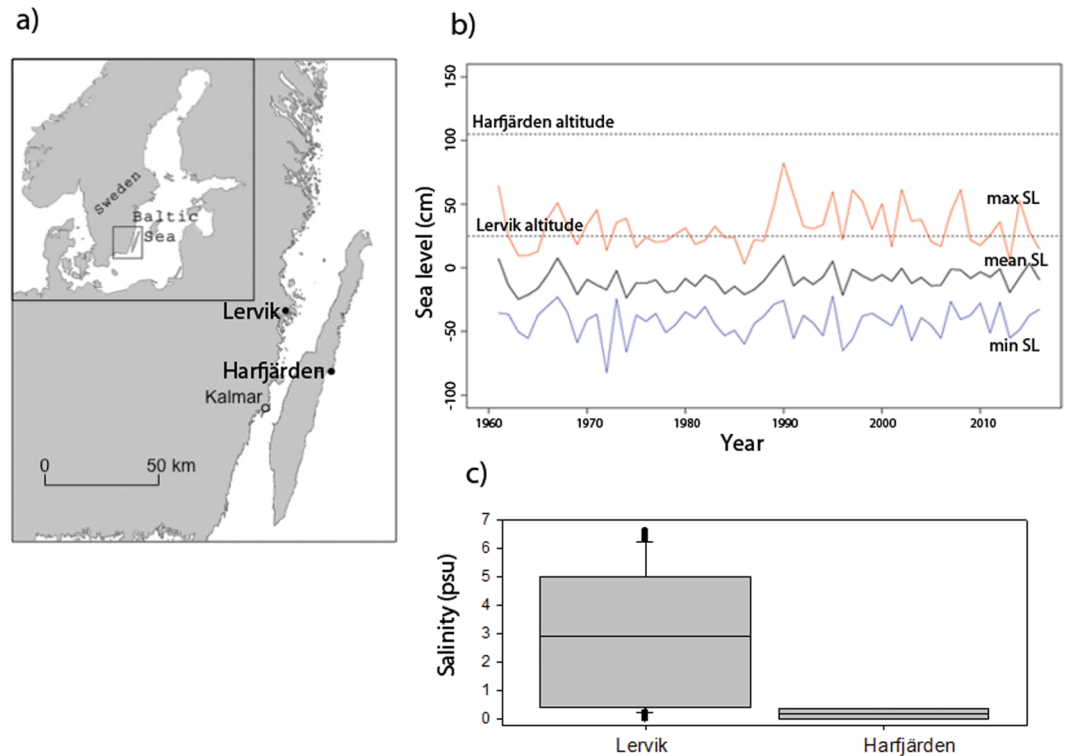 a)
Sweden
Baltic
Sea
Lervik
Harfjärden
Kalmar
0 50 km
b)
Sea level (cm)
150
100
50
0
-50
-100
Harfjärden altitude
Lervik altitude
max SL
mean SL
min SL
1960 1970 1980 1990 2000 2010
Year
c)
Salinity (psu)
7
6
5
4
3
2
1
0
Lervik Harfjärden